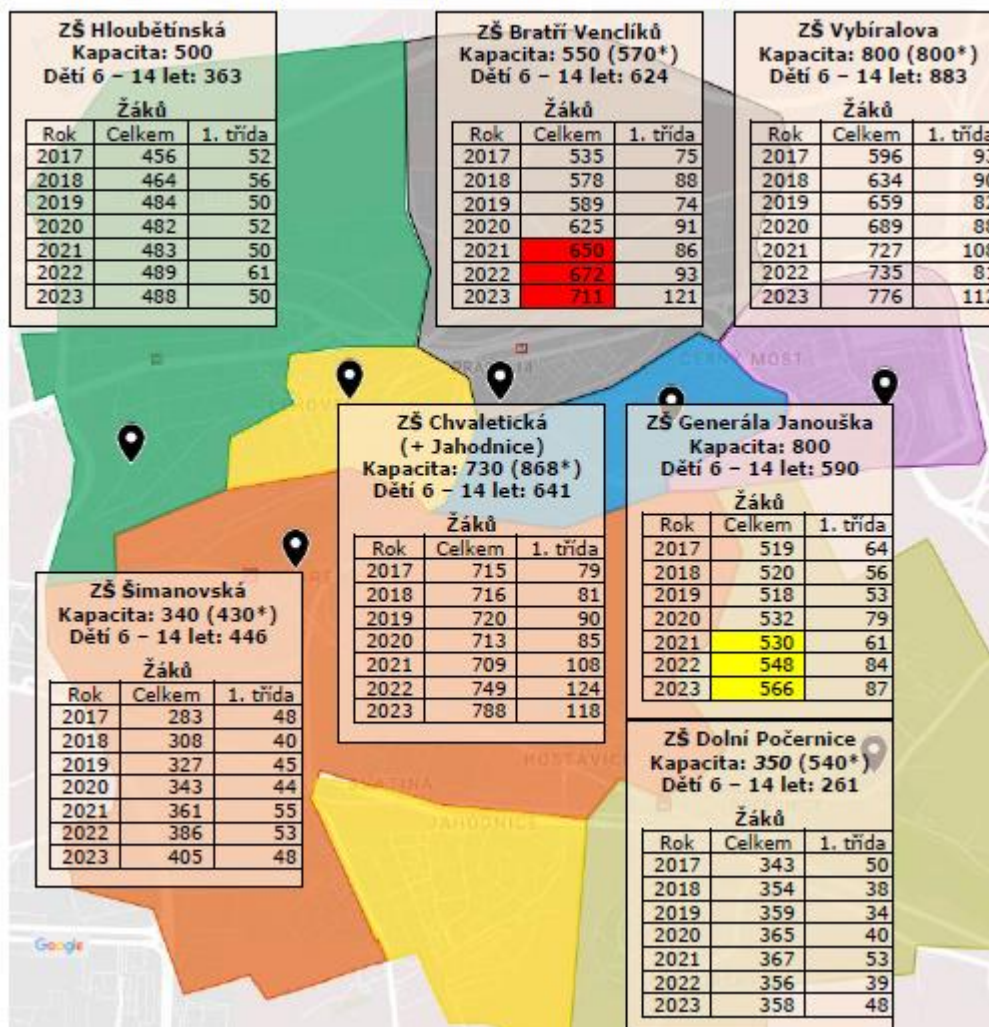 ZŠ Hloubětínská
Kapacita: 500
Dětí 6 – 14 let: 363
Žáků
Rok Celkem 1. třída
2017 456 52
2018 464 56
2019 484 50
2020 482 52
2021 483 50
2022 489 61
2023 488 50
ZŠ Bratří Venclíků
Kapacita: 550 (570*)
Dětí 6 – 14 let: 624
Žáků
Rok Celkem 1. třída
2017 535 75
2018 578 88
2019 589 74
2020 625 91
2021 650 86
2022 672 93
2023 711 121
ZŠ Vybíralova
Kapacita: 800 (800*)
Dětí 6 – 14 let: 883
Žáků
Rok Celkem 1. třída
2017 596 93
2018 634 90
2019 659 82
2020 689 88
2021 727 108
2022 735 81
2023 776 112
ČERNÝ MOST
ZŠ Chvaletická
(+ Jahodnice)
Kapacita: 730 (868*)
Dětí 6 – 14 let: 641
Žáků
Rok Celkem 1. třída
2017 715 79
2018 716 81
2019 720 90
2020 713 85
2021 709 108
2022 749 124
2023 788 118
ZŠ Generála Janouška
Kapacita: 800
Dětí 6 – 14 let: 590
Žáků
Rok Celkem 1. třída
2017 519 64
2018 520 56
2019 518 53
2020 532 79
2021 530 61
2022 548 84
2023 566 87
ZŠ Šimanovská
Kapacita: 340 (430*)
Dětí 6 – 14 let: 446
Žáků
Rok Celkem 1. třída
2017 283 48
2018 308 40
2019 327 45
2020 343 44
2021 361 55
2022 386 53
2023 405 48
ZŠ Dolní Počernice
Kapacita: 350 (540*)
Dětí 6 – 14 let: 261
Žáků
Rok Celkem 1. třída
2017 343 50
2018 354 38
2019 359 34
2020 365 40
2021 367 53
2022 356 39
2023 358 48
HOSTAVICE
JAHODNICE
Google